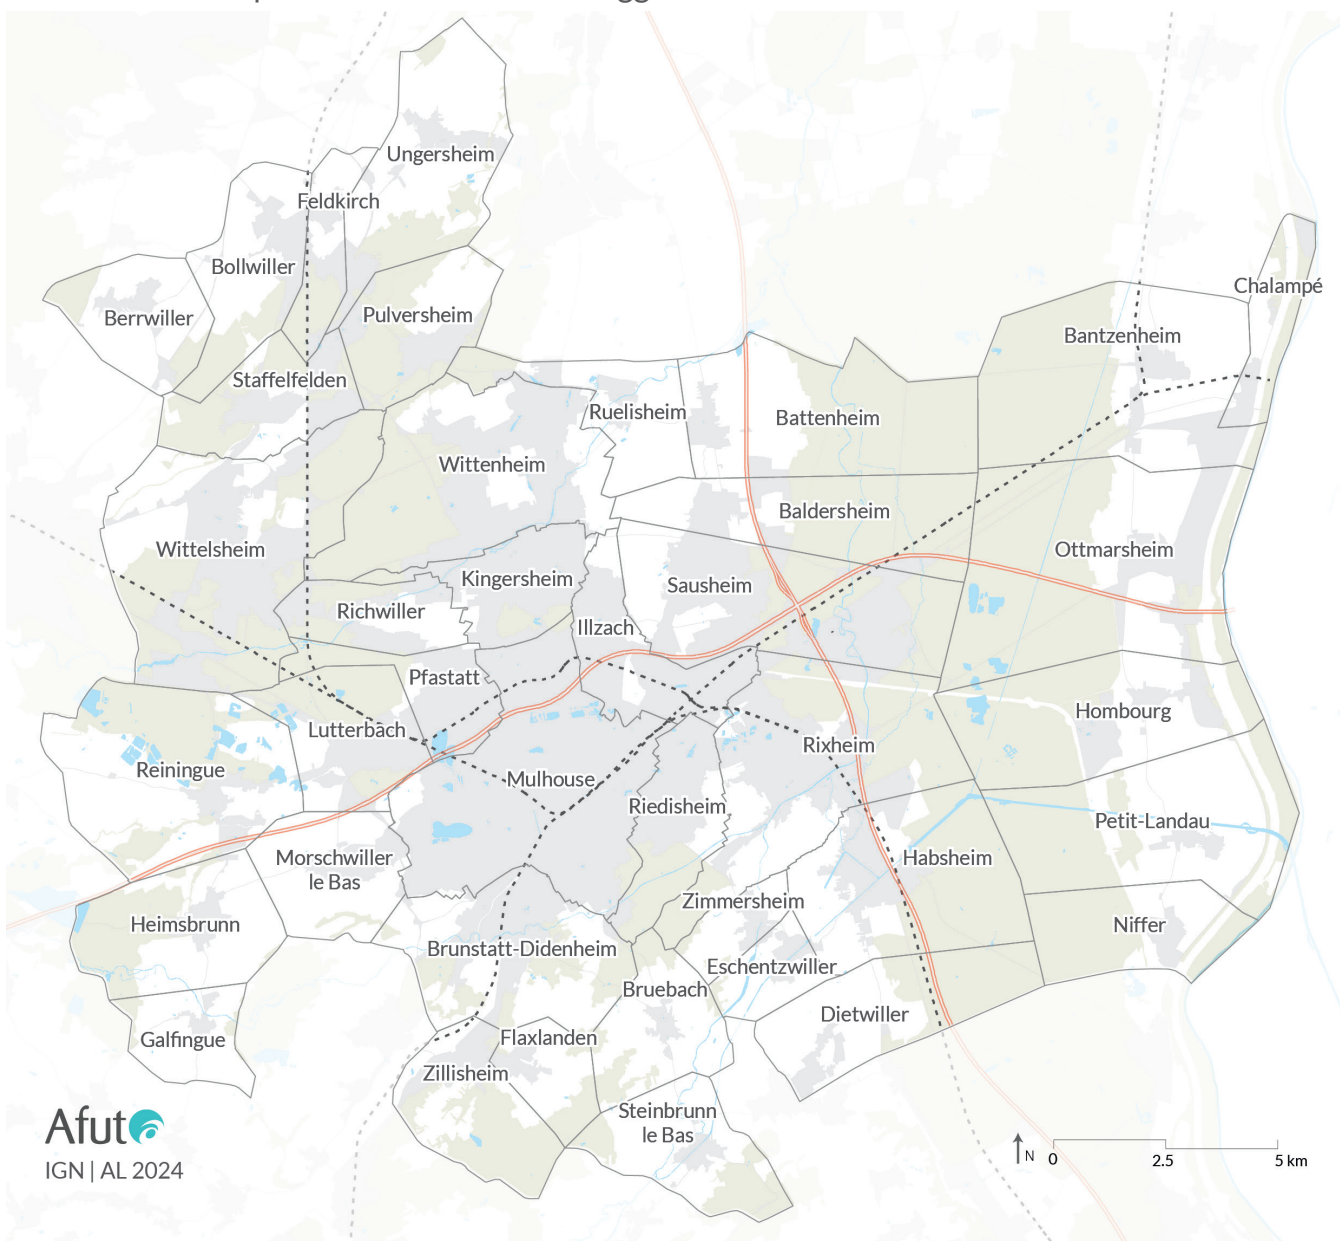 Ungersheim
Feldkirch
Bollwiller
Chalampé
Berrwiller
Pulversheim
Bantzenheim
Staffelfelden
Ruelisheim
Battenheim
Wittenheim
Baldersheim
Wittelsheim
Ottmarsheim
Kingersheim
Sausheim
Richwiller
Illzach
Pfastatt
Hombourg
Lutterbach
Rixheim
Reiningue
Mulhouse
Riedisheim
Petit-Landau
Morschwiller
le Bas
Habsheim
Zimmersheim
Heimsbrunn
Niffer
Brunstatt-Didenheim
Eschentzwiller
Bruebach
Dietwiller
Galfingue
Flaxlanden
Zillisheim
Steinbrunn
le Bas
Afut
IGN | AL 2024
N 0 2.5 5 km